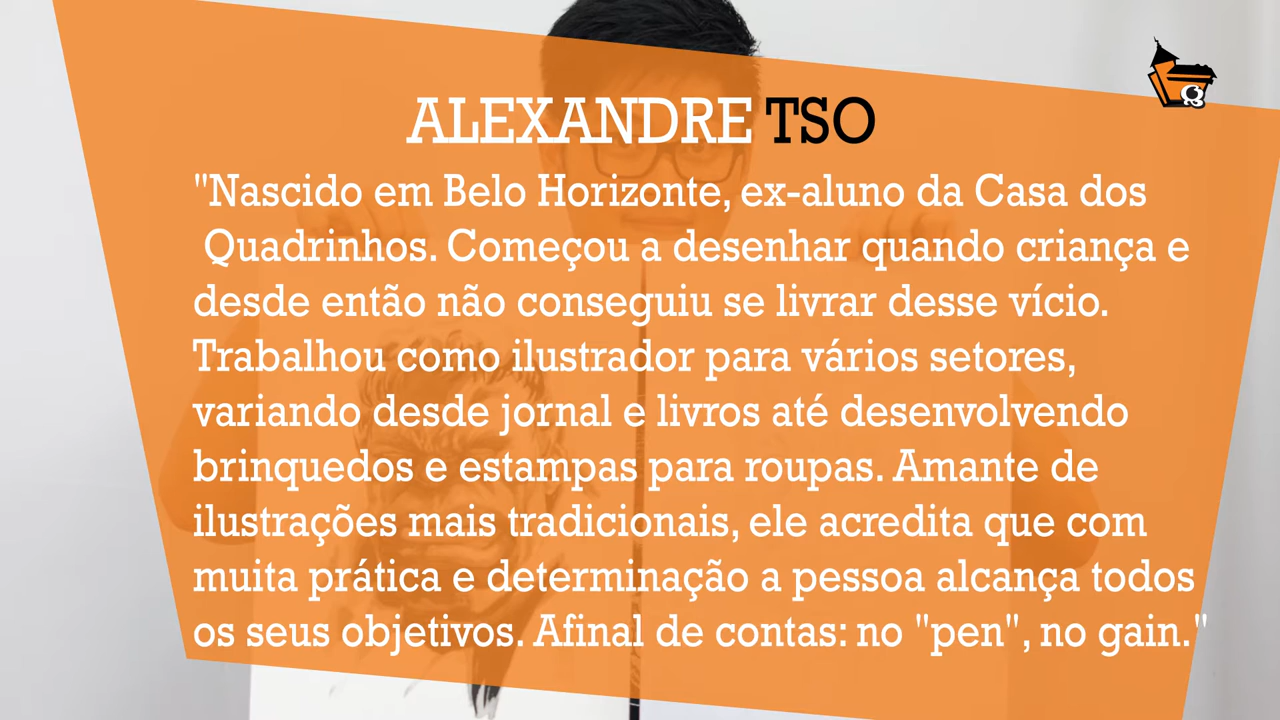 ALEXANDRE TSO
"Nascido em Belo Horizonte, ex-aluno da Casa dos
Quadrinhos. Começou a desenhar quando criança e
desde então não conseguiu se livrar desse vício.
Trabalhou como ilustrador para vários setores,
variando desde jornal e livros até desenvolvendo
brinquedos e estampas para roupas. Amante de
ilustrações mais tradicionais, ele acredita que com
muita prática e determinação a pessoa alcança todos
os seus objetivos. Afinal de contas: no "pen", no gain."